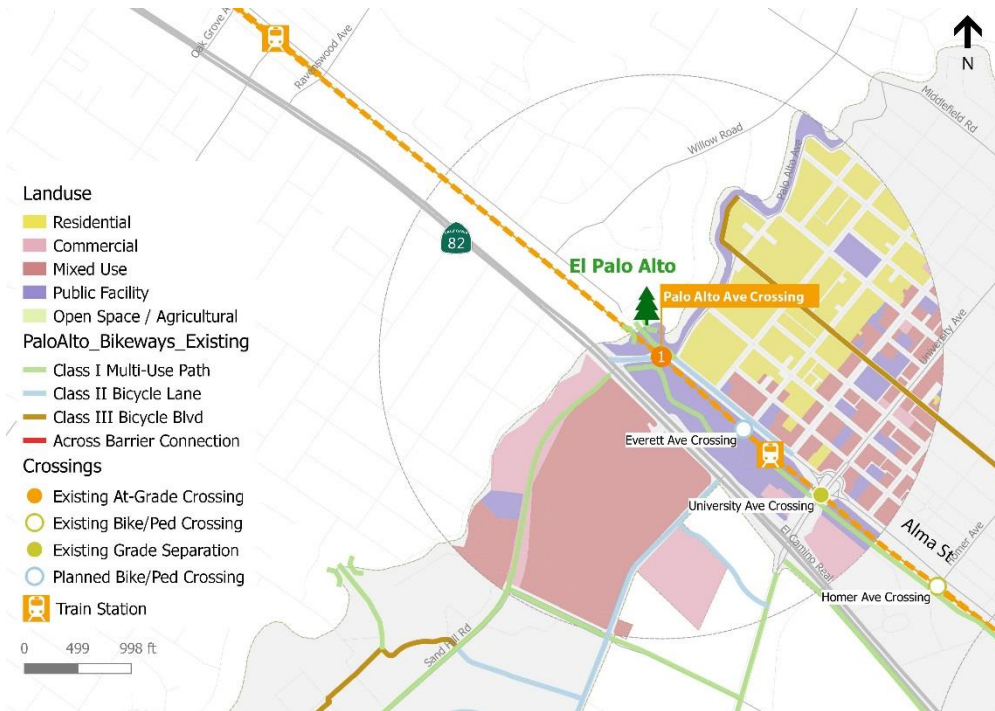 Oak Grove Ave
Ravenswood Ave
N
Middlefield Rd
Willow Road
Palo Alto Ave
Landuse
Residential
Commercial
Mixed Use
Public Facility
Open Space / Agricultural
PaloAlto_Bikeways_Existing
Class I Multi-Use Path
Class II Bicycle Lane
Class III Bicycle Blvd
Across Barrier Connection
Crossings
Existing At-Grade Crossing
Existing Bike/Ped Crossing
Existing Grade Separation
Planned Bike/Ped Crossing
Train Station
0 499 998 ft
CALIFORNIA
82
El Palo Alto
Palo Alto Ave Crossing
1
University Ave
Everett Ave Crossing
University Ave Crossing
Alma St
Homer Ave
El Camino Real
Homer Ave Crossing
Sand Hill Rd